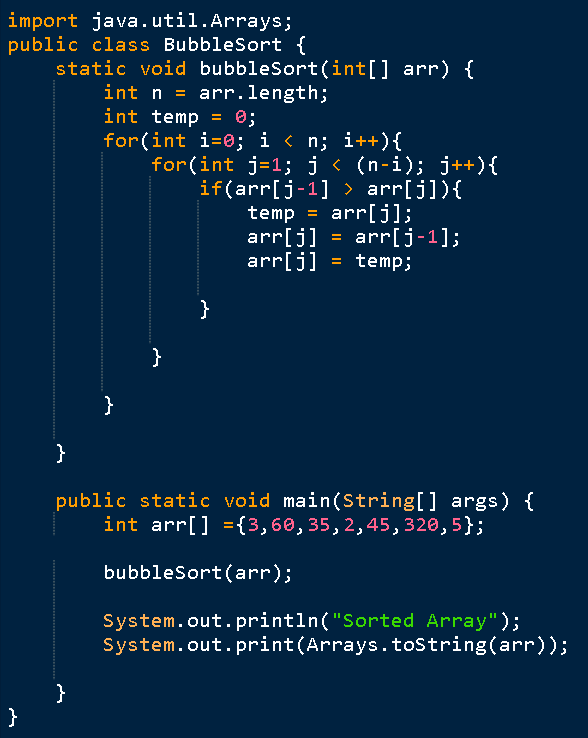 import java.util.Arrays;
public class BubbleSort {
    static void bubbleSort(int[] arr) {
        int n = arr.length;
        int temp = 0;
        for(int i=0; i < n; i++){
            for(int j=1; j < (n-i); j++){
                if(arr[j-1] > arr[j]){
                    temp = arr[j];
                    arr[j] = arr[j-1];
                    arr[j] = temp;
                }
            }
        }
    }
    public static void main(String[] args) {
        int arr[] ={3,60,35,2,45,320,5};
        bubbleSort(arr);
        System.out.println("Sorted Array");
        System.out.print(Arrays.toString(arr));
    }
}